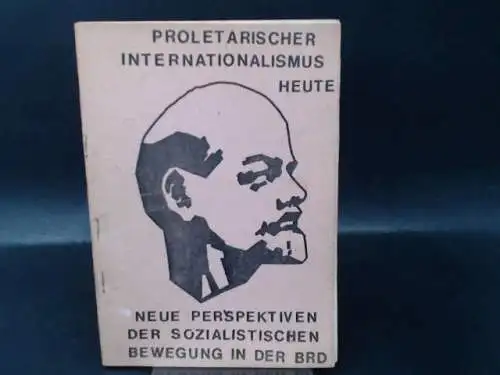 PROLETARISCHER
INTERNATIONALISMUS
HEUTE
NEUE PERSPEKTIVEN
DER SOZIALISTISCHEN
BEWEGUNG IN DER BRD